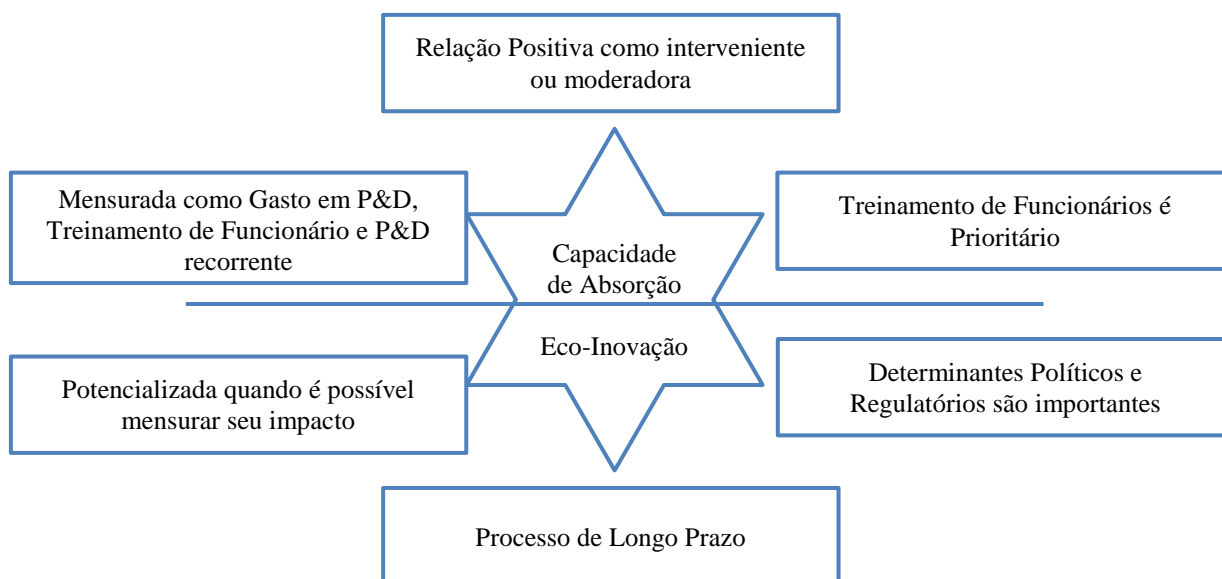 Relação Positiva como interveniente
ou moderadora
Mensurada como Gasto em P&D,
Treinamento de Funcionário e P&D
recorrente
Treinamento de Funcionários é
Prioritário
Capacidade
de Absorção
Eco-Inovação
Potencializada quando é possível
mensurar seu impacto
Determinantes Políticos e
Regulatórios são importantes
Processo de Longo Prazo